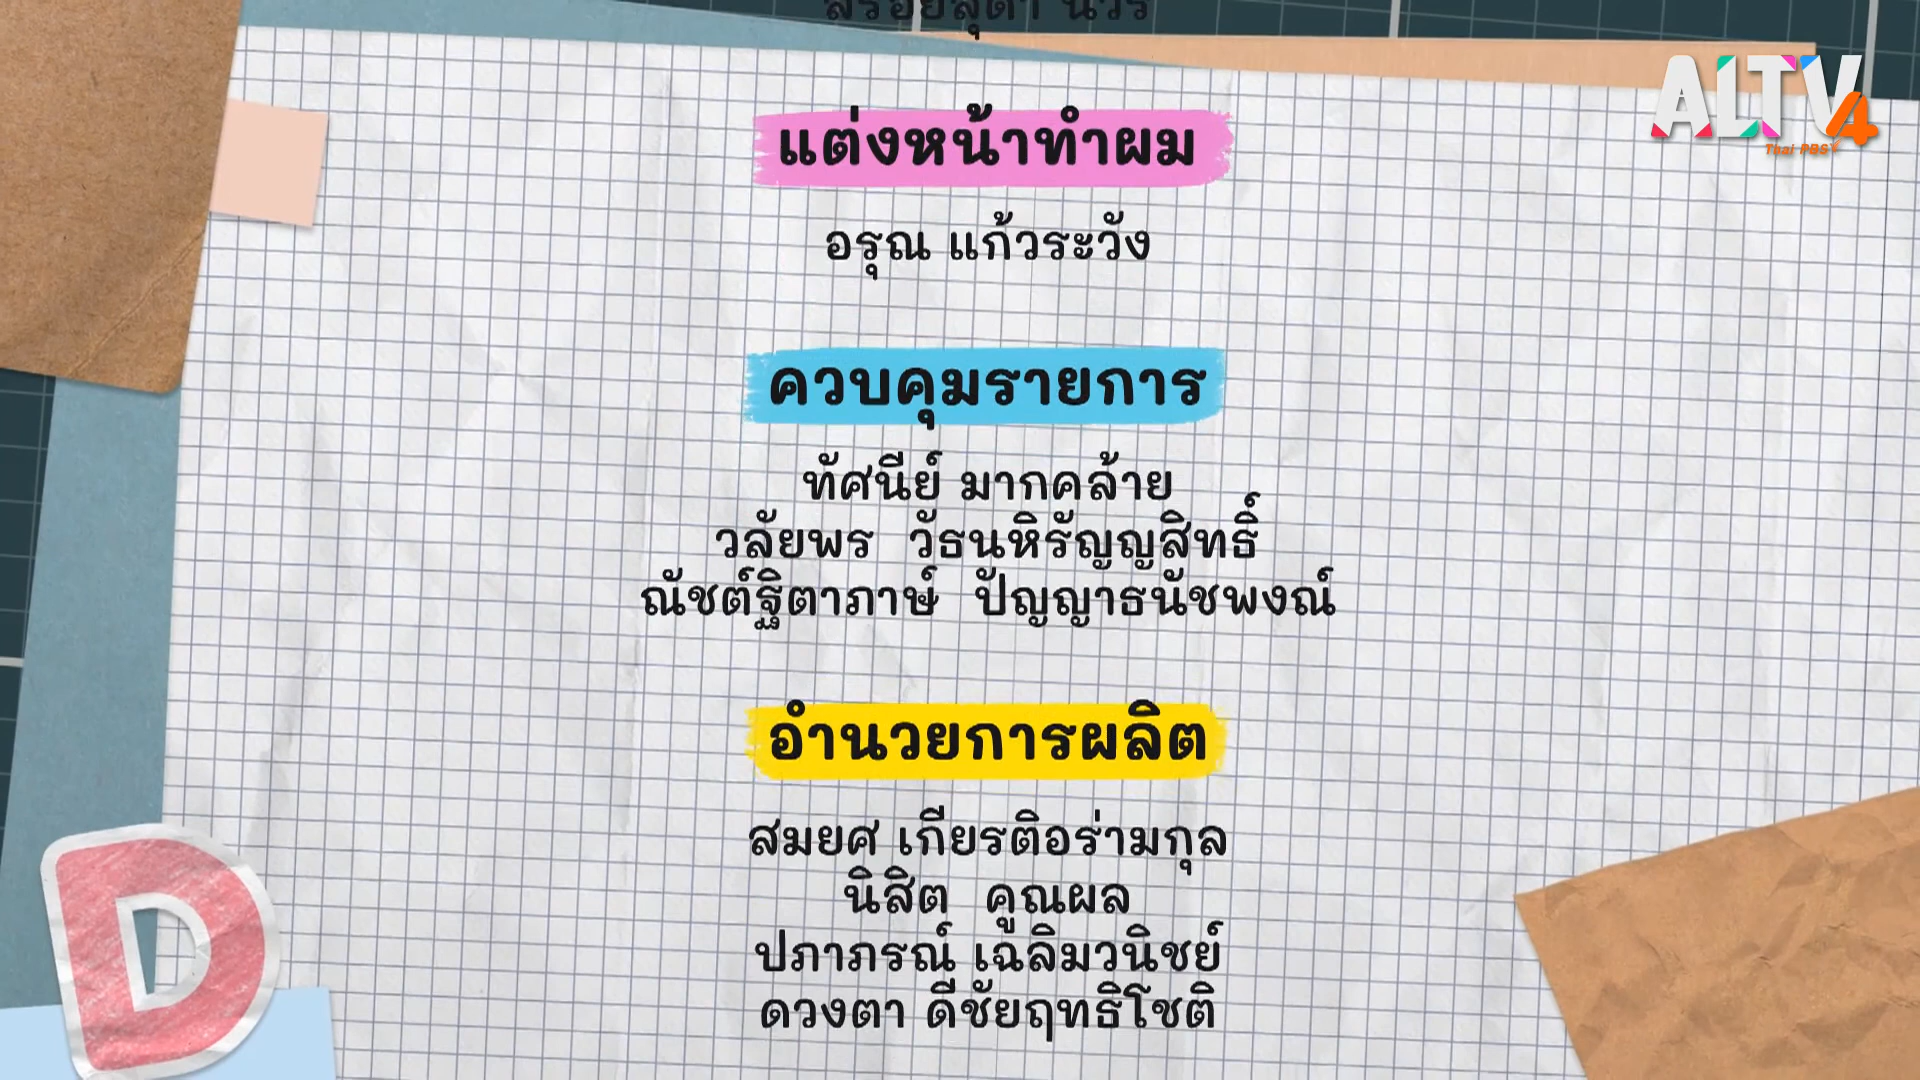 ALTV4
Thai PBS
แต่งหน้าทำผม
อรุณ แก้วระวัง
ควบคุมรายการ
ทัศนีย์ มากคล้าย
วลัยพร วัธนหิรัญญสิทธิ์
ณัชต์ฐิตาภาษ์ ปัญญาธนัชพงณ์
อำนวยการผลิต
สมยศ เกียรติอร่ามกุล
นิสิต คูณผล
ปภาภรณ์ เฉลิมวนิชย์
ดวงตา ดีชัยฤทธิโชติ
D